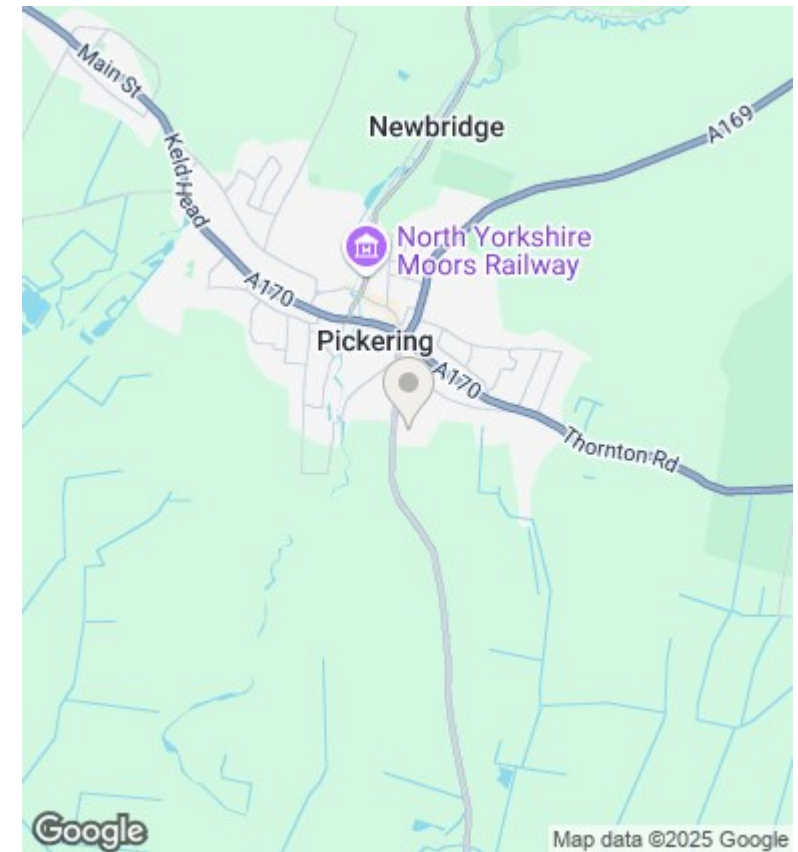 Main St
Keld Head
Newbridge
A169
North Yorkshire
Moors Railway
A170
Pickering
A170
Thornton Rd
Google
Map data ©2025 Google